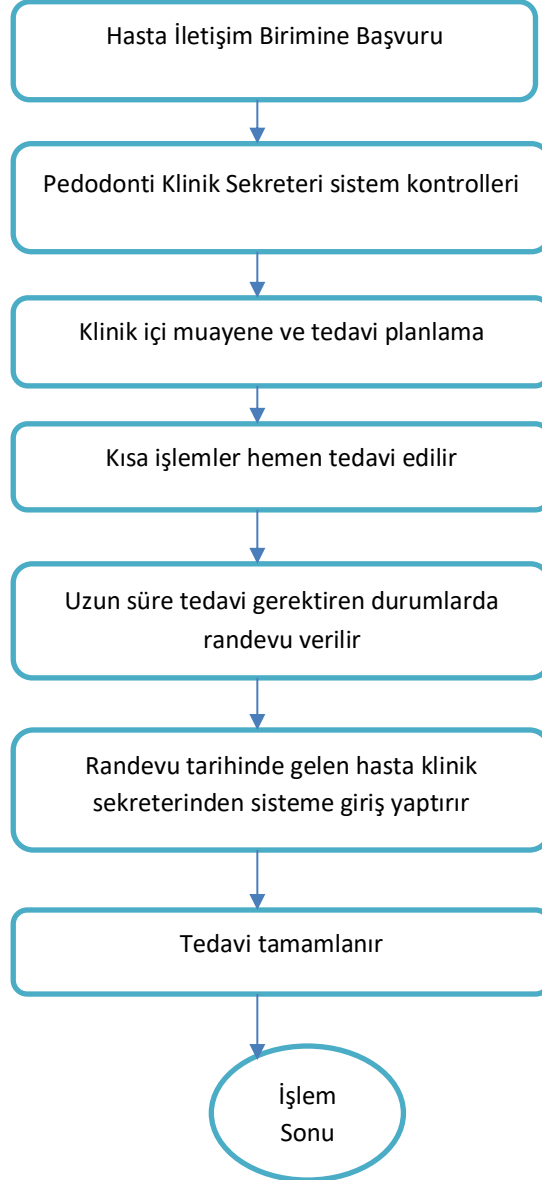 Hasta İletişim Birimine Başvuru
Pedodonti Klinik Sekreteri sistem kontrolleri
Klinik içi muayene ve tedavi planlama
Kısa işlemler hemen tedavi edilir
Uzun süre tedavi gerektiren durumlarda
randevu verilir
Randevu tarihinde gelen hasta klinik
sekreterinden sisteme giriş yaptırır
Tedavi tamamlanır
İşlem
Sonu